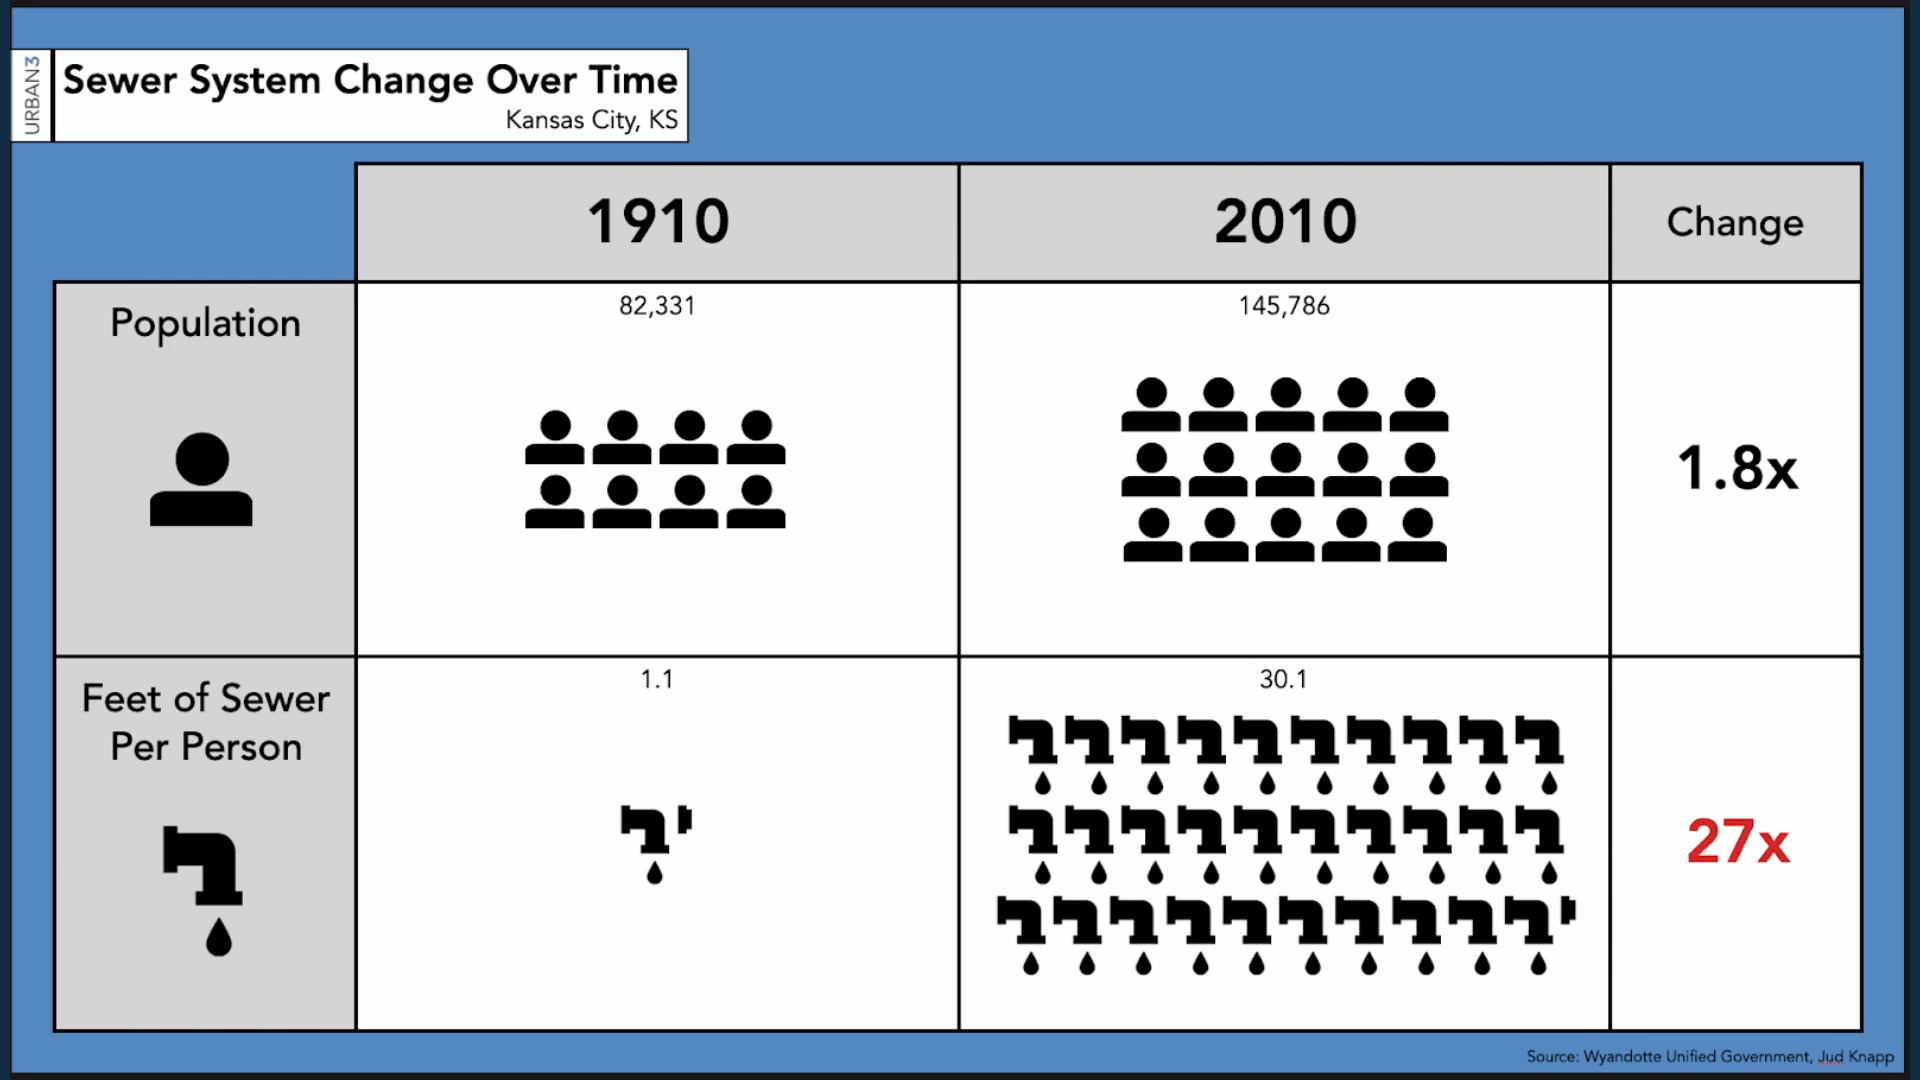 URBAN3
Sewer System Change Over Time
Kansas City, KS
1910
2010
Change
Population
82,331
145,786
1.8x
Feet of Sewer
Per Person
1.1
30.1
27x
Source: Wyandotte Unified Government, Jud Knapp